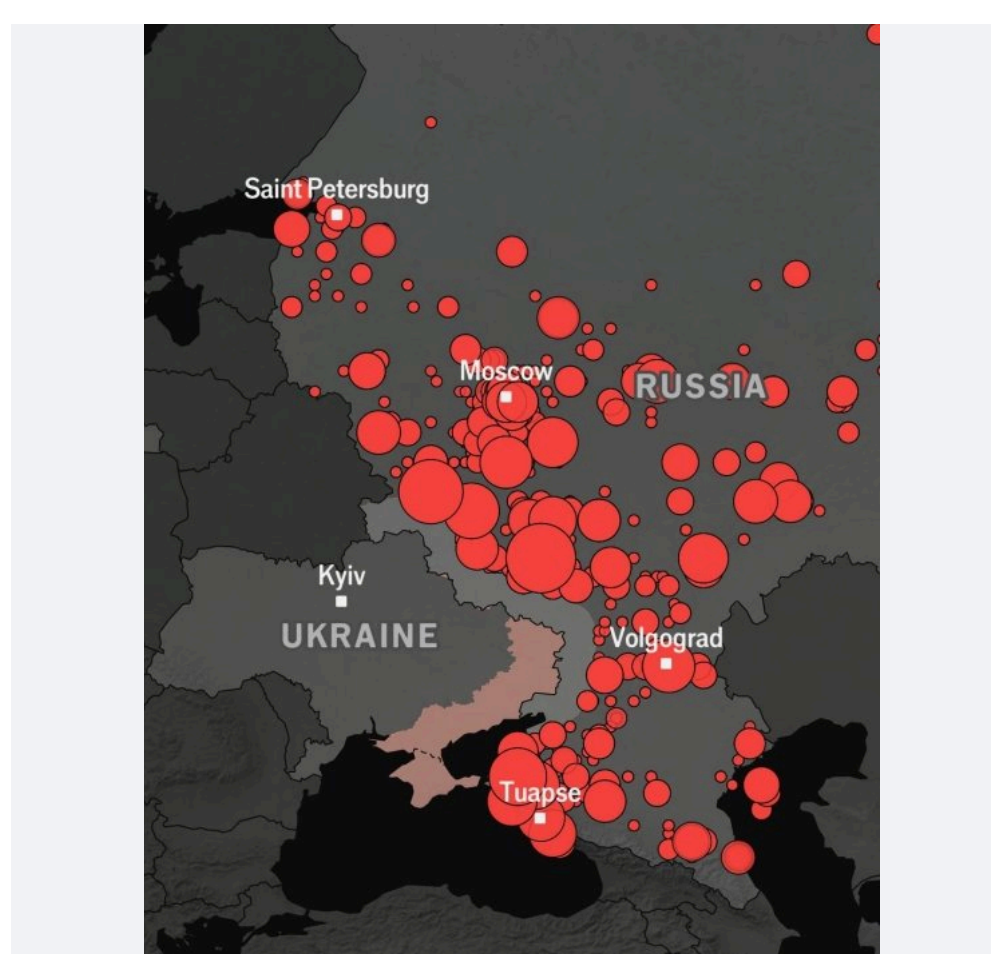 Saint Petersburg
Moscow
RUSSIA
Kyiv
UKRAINE
Volgograd
Tuapse